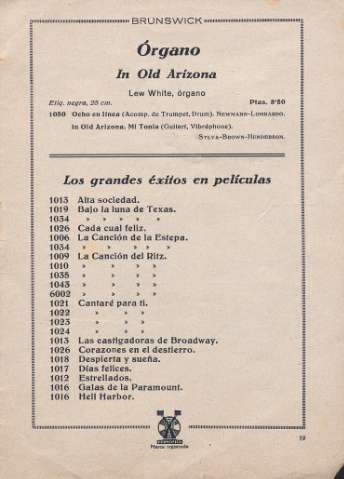 BRUNSWICK
Órgano
In Old Arizona
Lew White, órgano
Etiq. negra, 25 cm. Ptas. 8'50
1050 Ocho en línea (Acomp. de Trumpet, Drum). NEWMANN-LOMBARDO.
In Old Arizona. Mi Tonia (Guitarr, Vibráphone).
SYLVA-BROWN-HENDERSON.
Los grandes éxitos en películas
1013 Alta sociedad.
1019 Bajo la luna de Texas.
1034 » » » » »
1026 Cada cual feliz.
1006 La Canción de la Estepa.
1034 » » » » »
1009 La Canción del Ritz.
1010 » » » »
1035 » » » »
1043 » » » »
6002 » » » »
1021 Cantaré para ti.
1022 » » »
1023 » » »
1024 » » »
1013 Las castigadoras de Broadway.
1026 Corazones en el destierro.
1018 Despierta y sueña.
1017 Días felices.
1012 Estrellados.
1016 Galas de la Paramount.
1016 Hell Harbor.
Marca registrada